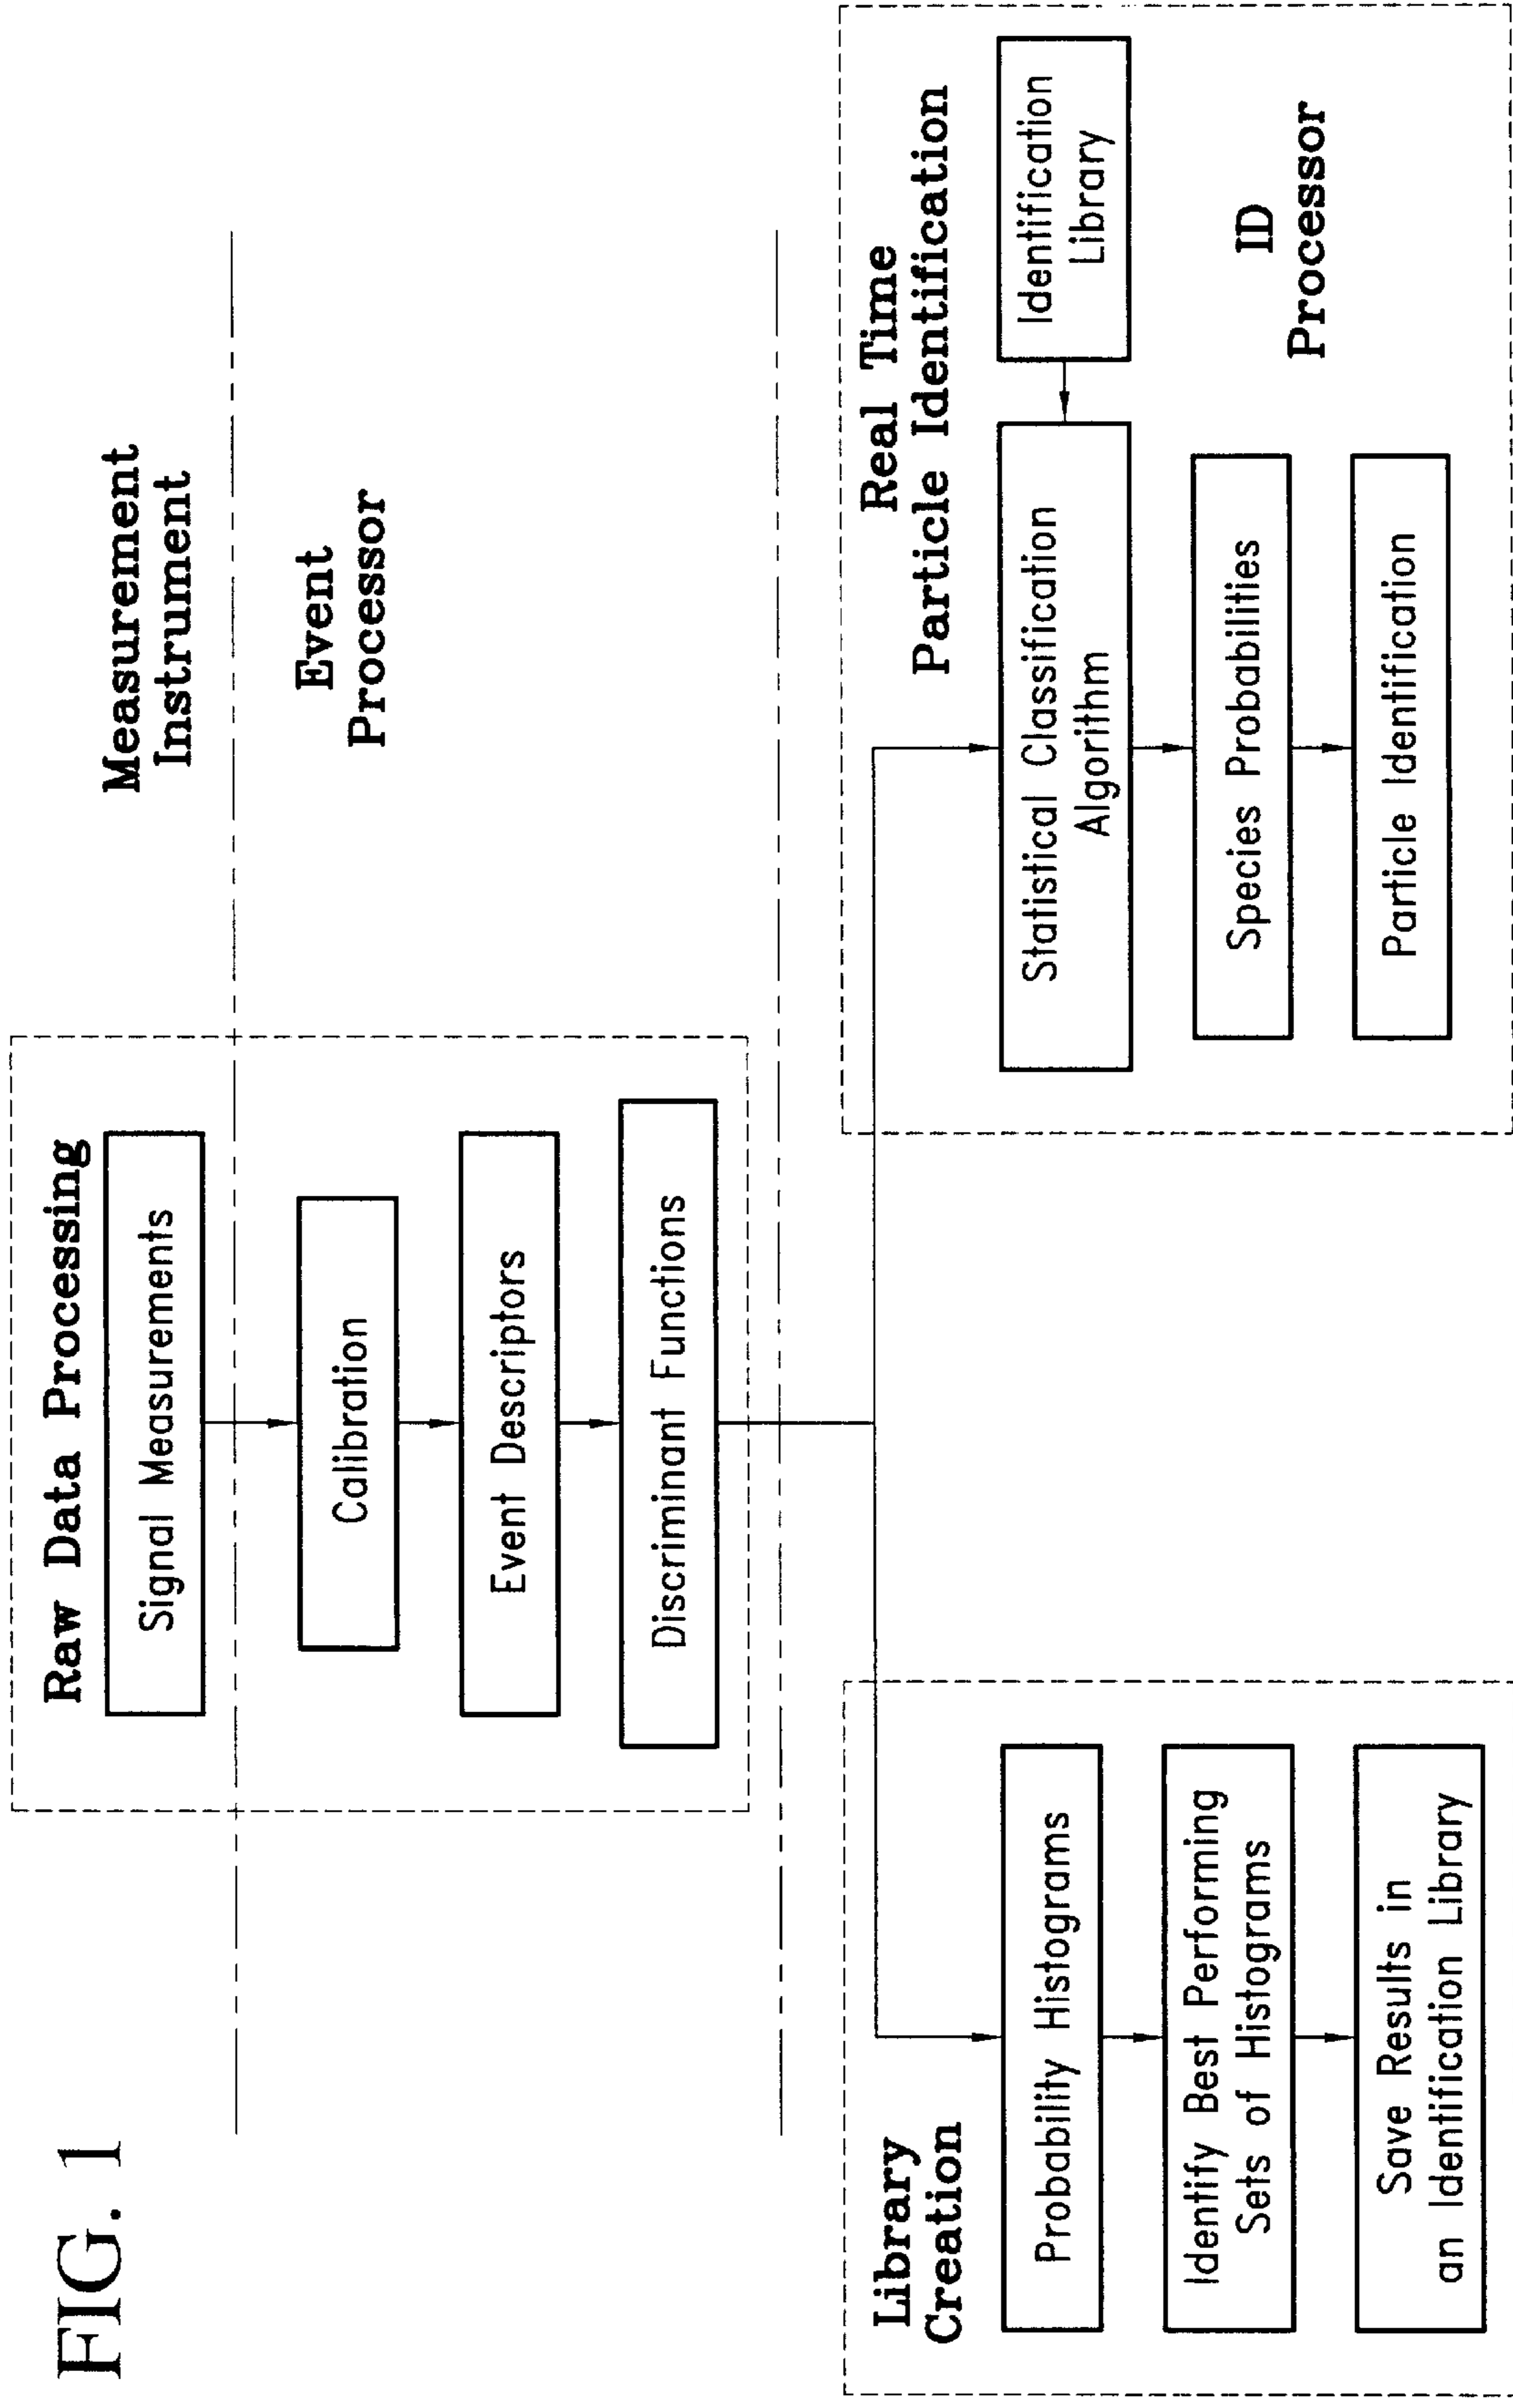 FIG. 1
Raw Data Processing
Signal Measurements
Measurement
Instrument
Calibration
Event
Processor
Event Descriptors
Discriminant Functions
Library
Creation
Probability Histograms
Identify Best Performing
Sets of Histograms
Save Results in
an Identification Library
Real Time
Particle Identification
Statistical Classification
Algorithm
Identification
Library
Species Probabilities
ID
Processor
Particle Identification